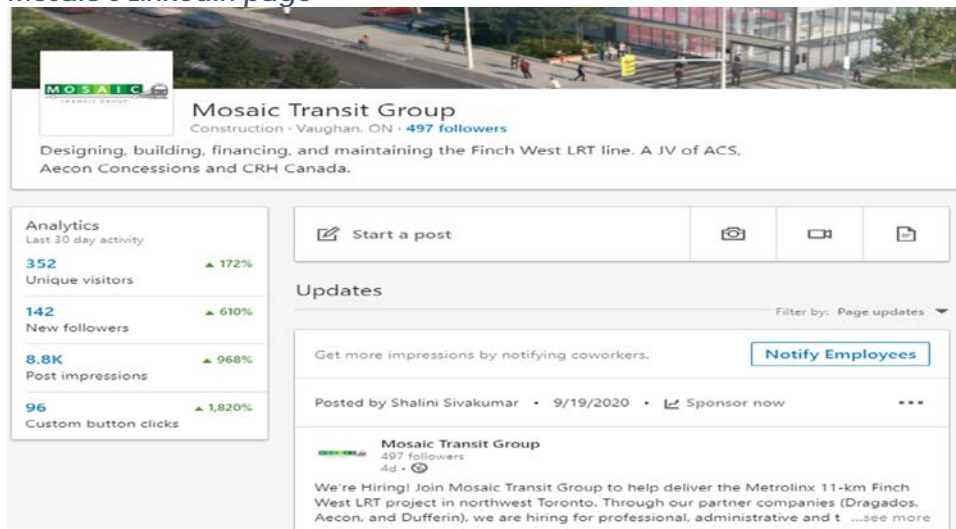 Mosaic's LinkedIn page
MOSAIC
TRANSIT GROUP
Mosaic Transit Group
Construction · Vaughan, ON · 497 followers
Designing, building, financing, and maintaining the Finch West LRT line. A JV of ACS,
Aecon Concessions and CRH Canada.
Analytics
Last 30 day activity
352 ▲ 172%
Unique visitors
142 ▲ 610%
New followers
8.8K ▲ 968%
Post impressions
96 ▲ 1,820%
Custom button clicks
Start a post
Updates
Filter by: Page updates ▼
Get more impressions by notifying coworkers. Notify Employees
Posted by Shalini Sivakumar • 9/19/2020 • Sponsor now •••
Mosaic Transit Group
497 followers
4d •
We're Hiring! Join Mosaic Transit Group to help deliver the Metrolinx 11-km Finch
West LRT project in northwest Toronto. Through our partner companies (Dragados,
Aecon, and Dufferin), we are hiring for professional, administrative and t ...see more